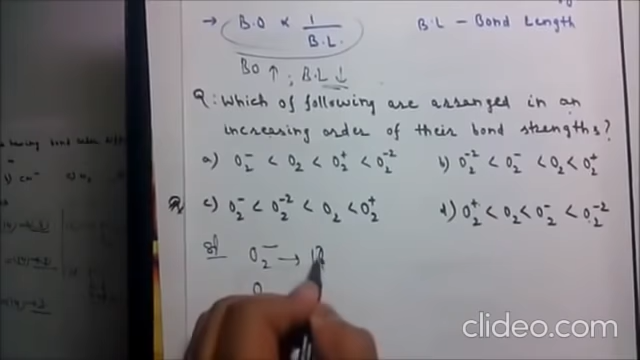 → B.O ∝ 1/B.L. B.L - Bond Length
BO ↑ ; B.L ↓
Q: Which of following are arranged in an
increasing order of their bond strengths?
a) O₂⁻ < O₂ < O₂⁺ < O₂⁻² b) O₂⁻² < O₂⁻ < O₂ < O₂⁺
c) O₂⁻ < O₂⁻² < O₂ < O₂⁺ d) O₂⁺ < O₂ < O₂⁻ < O₂⁻²
Sol O₂⁻ →
O
clideo.com